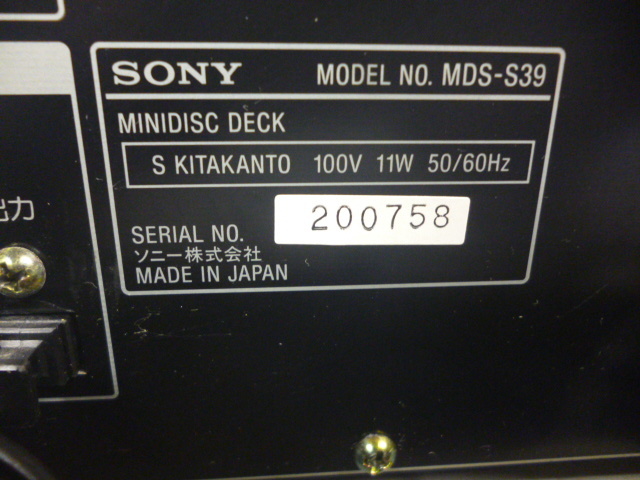 SONY MODEL NO. MDS-S39
MINIDISC DECK
S KITAKANTO 100V 11W 50/60Hz
SERIAL NO. 200758
ソニー株式会社
MADE IN JAPAN
出力